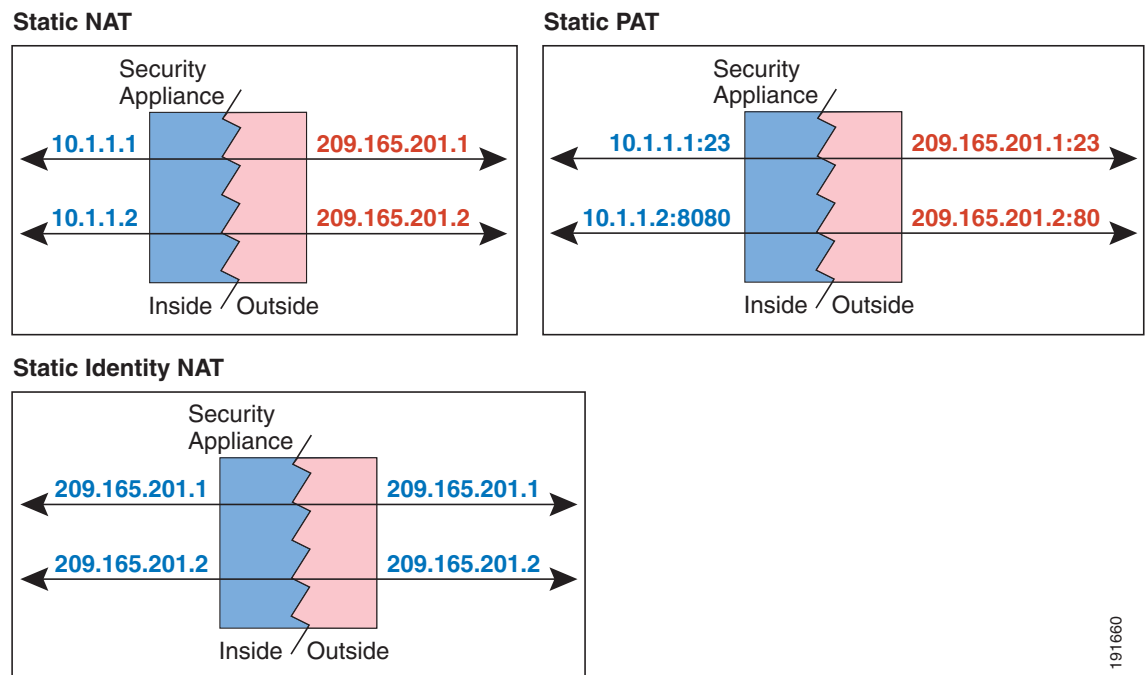 Static NAT
Security
Appliance
10.1.1.1
209.165.201.1
10.1.1.2
209.165.201.2
Inside
Outside
Static PAT
Security
Appliance
10.1.1.1:23
209.165.201.1:23
10.1.1.2:8080
209.165.201.2:80
Inside
Outside
Static Identity NAT
Security
Appliance
209.165.201.1
209.165.201.1
209.165.201.2
209.165.201.2
Inside
Outside
191660